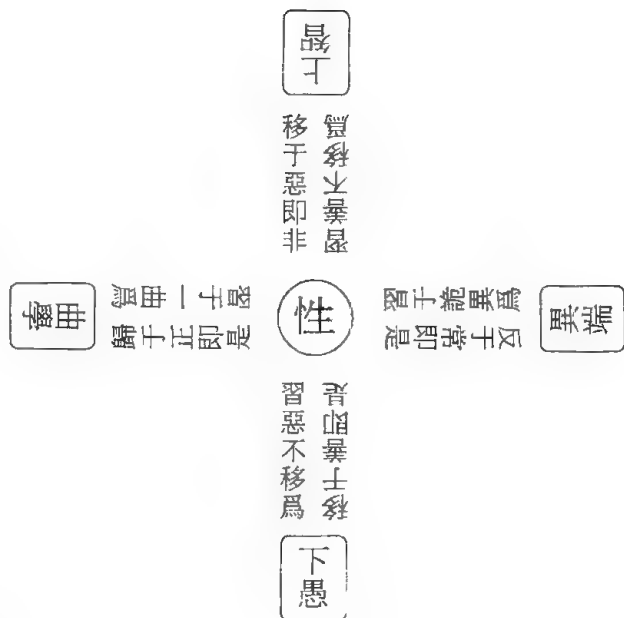 上智
習善不移爲
移于惡即非
曲學
習于一曲爲
歸于正即是
性
習于詭異爲
反于常即是
異端
習惡不移爲
移于善即是
下愚